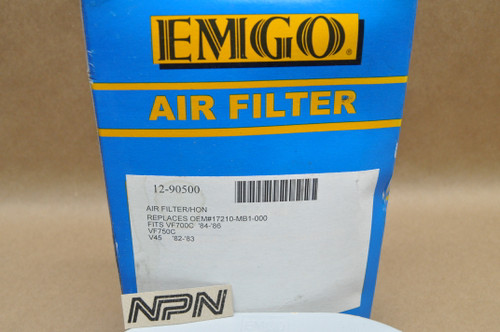 EMGO®
AIR FILTER
12-90500
AIR FILTER/HON
REPLACES OEM#17210-MB1-000
FITS VF700C '84-'86
VF750C
V45 '82-'83
NPN